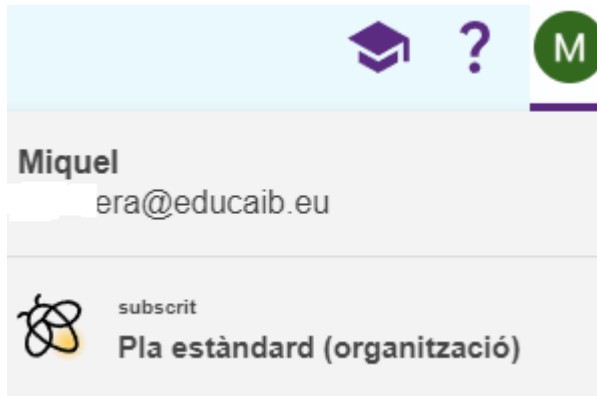 ?
M
Miquel
era@educaib.eu
subscrit
Pla estàndard (organització)